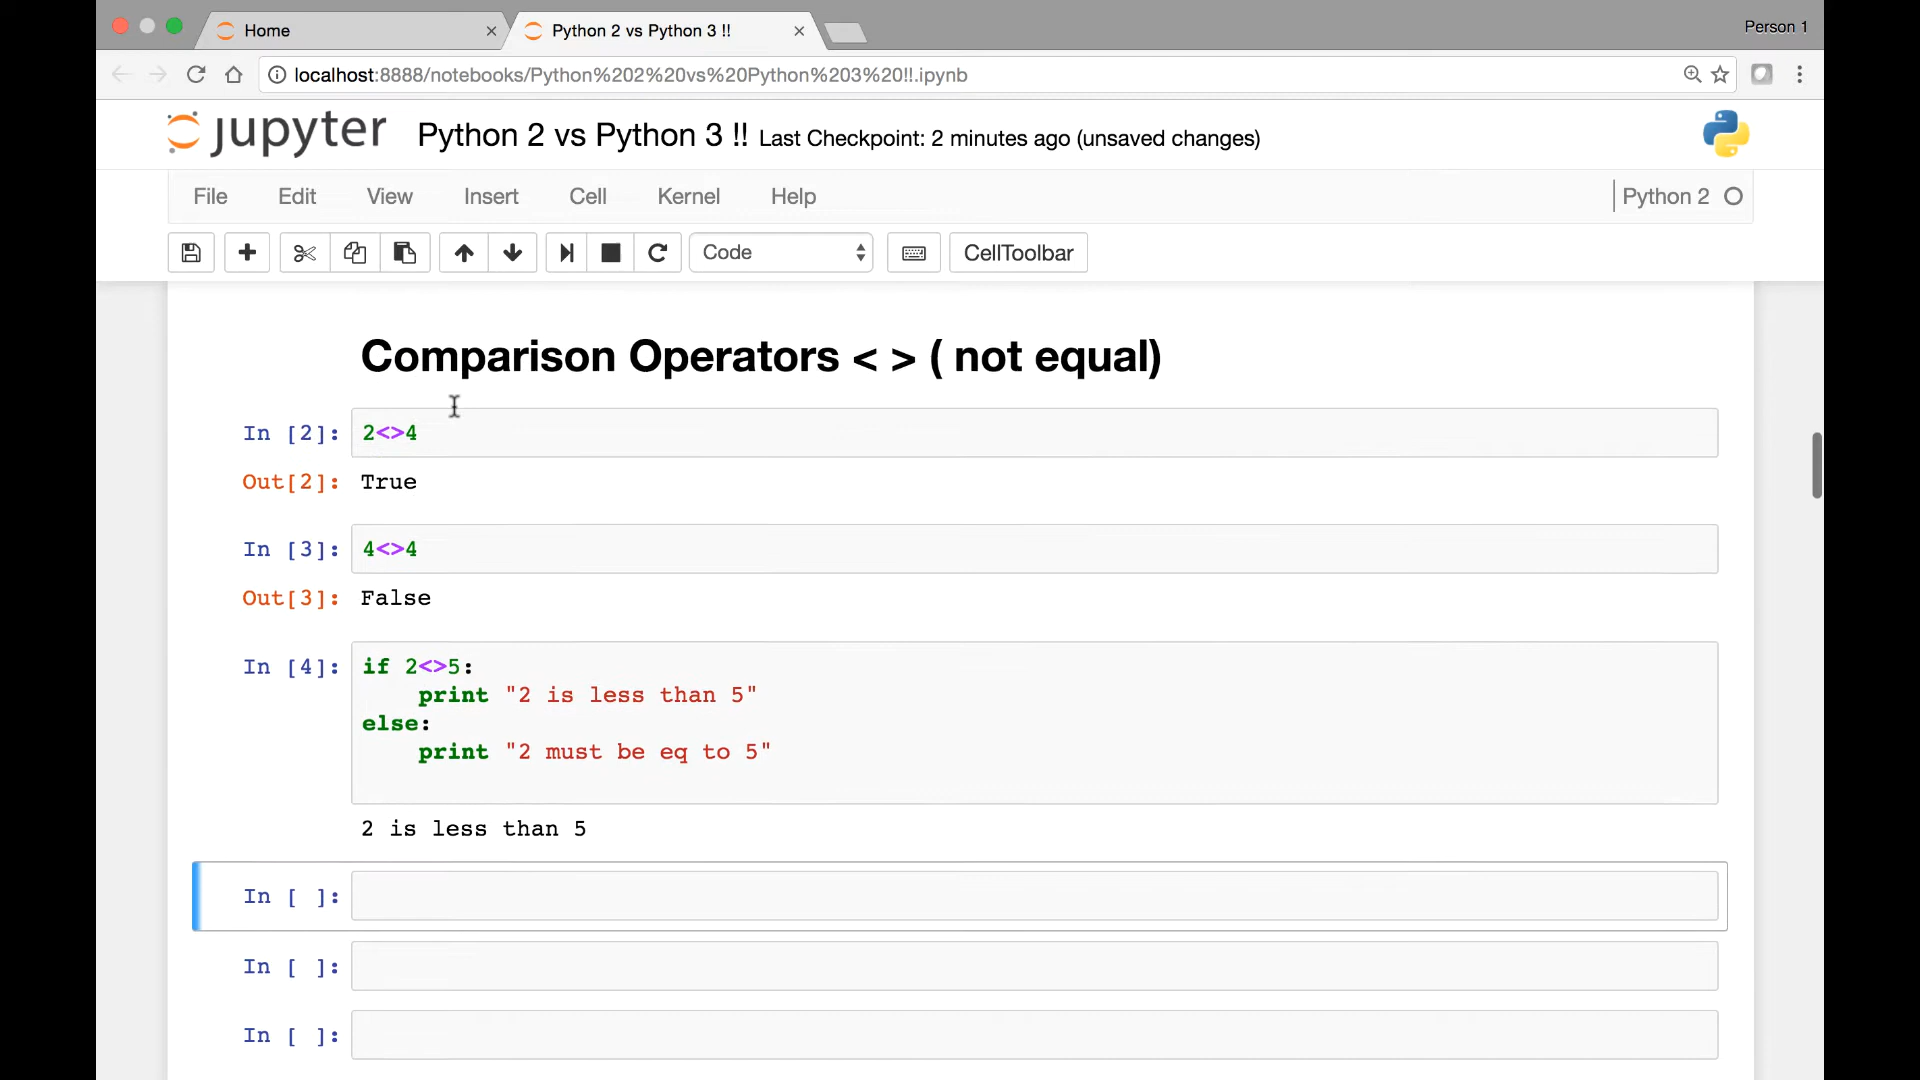 Home
Python 2 vs Python 3 !!
Person 1
localhost:8888/notebooks/Python%202%20vs%20Python%203%20!!.ipynb
jupyter Python 2 vs Python 3 !! Last Checkpoint: 2 minutes ago (unsaved changes)
File Edit View Insert Cell Kernel Help Python 2
Code CellToolbar
Comparison Operators < > ( not equal)
In [2]: 2<>4
Out[2]: True
In [3]: 4<>4
Out[3]: False
In [4]: if 2<>5:
print "2 is less than 5"
else:
print "2 must be eq to 5"
2 is less than 5
In [ ]:
In [ ]:
In [ ]: